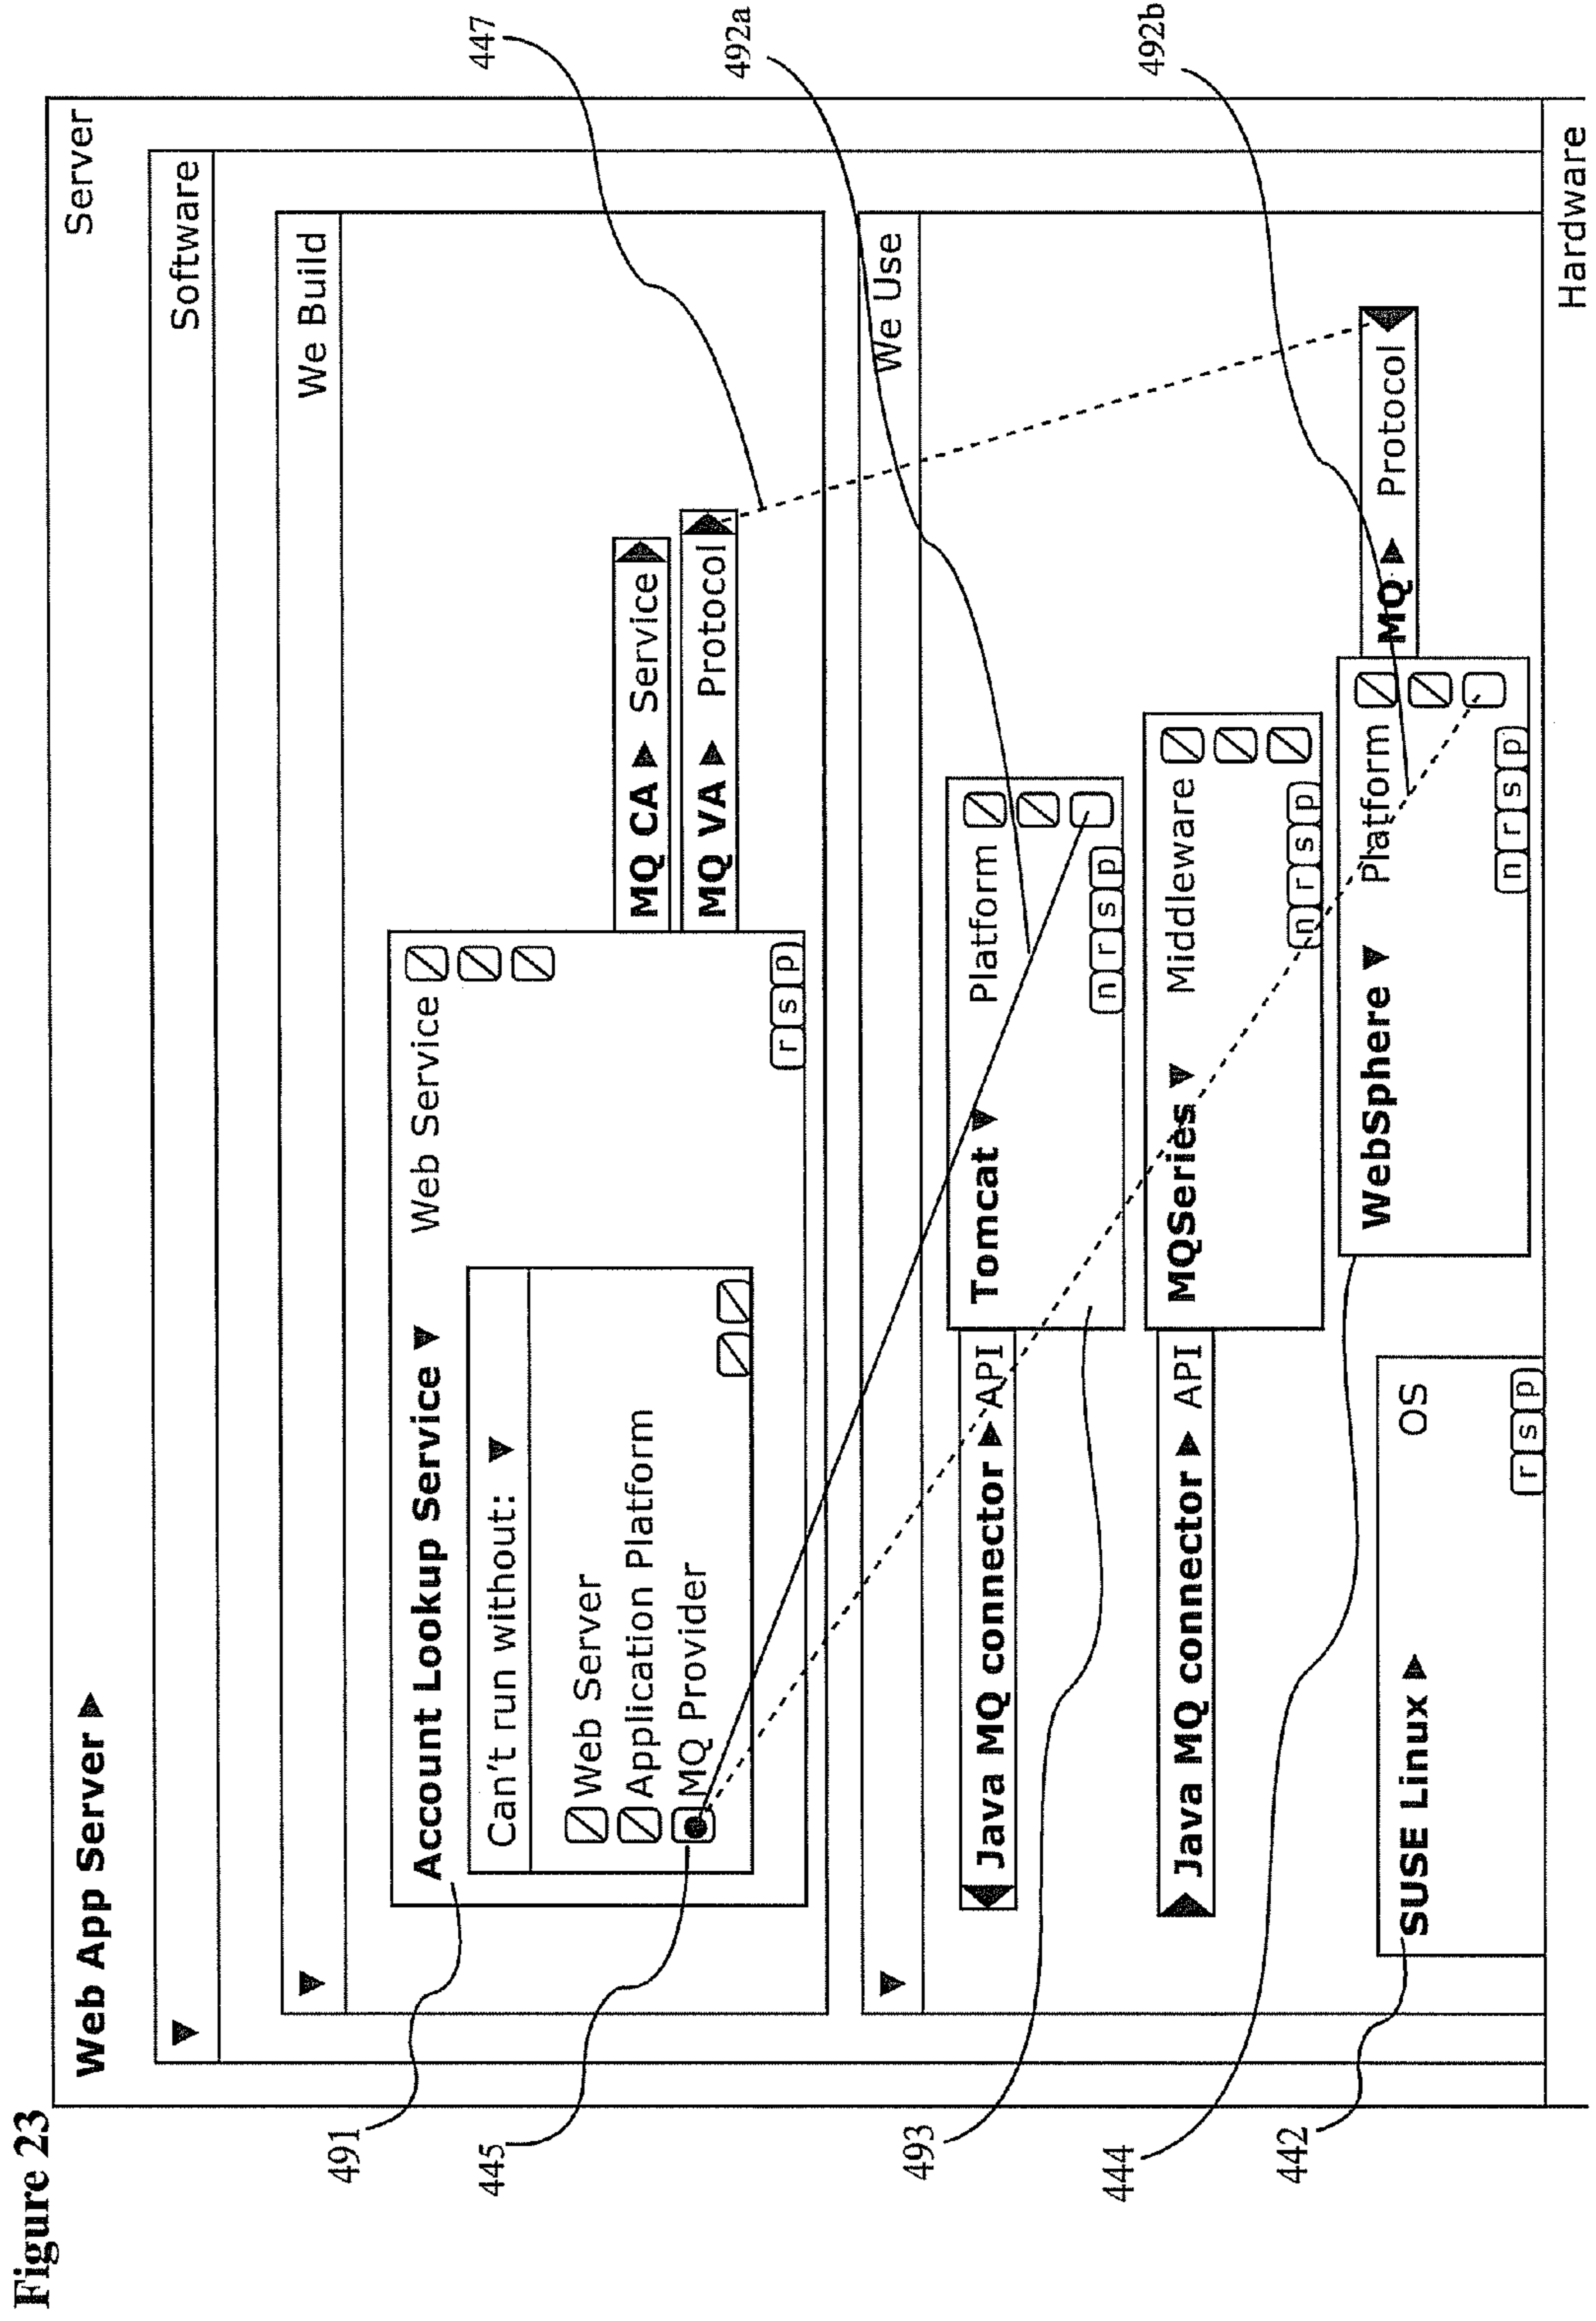 Figure 23
Web App Server Server
Software
We Build
447
491
Account Lookup Service Web Service
Can't run without:
Web Server
Application Platform
MQ Provider
445
MQ CA Service
MQ VA Protocol
r s p
492a
We Use
493
Java MQ connector API
Tomcat Platform
n r s p
444
Java MQ connector API
MQSeries Middleware
n r s p
492b
WebSphere Platform
MQ Protocol
n r s p
442
SUSE Linux OS
r s p
Hardware